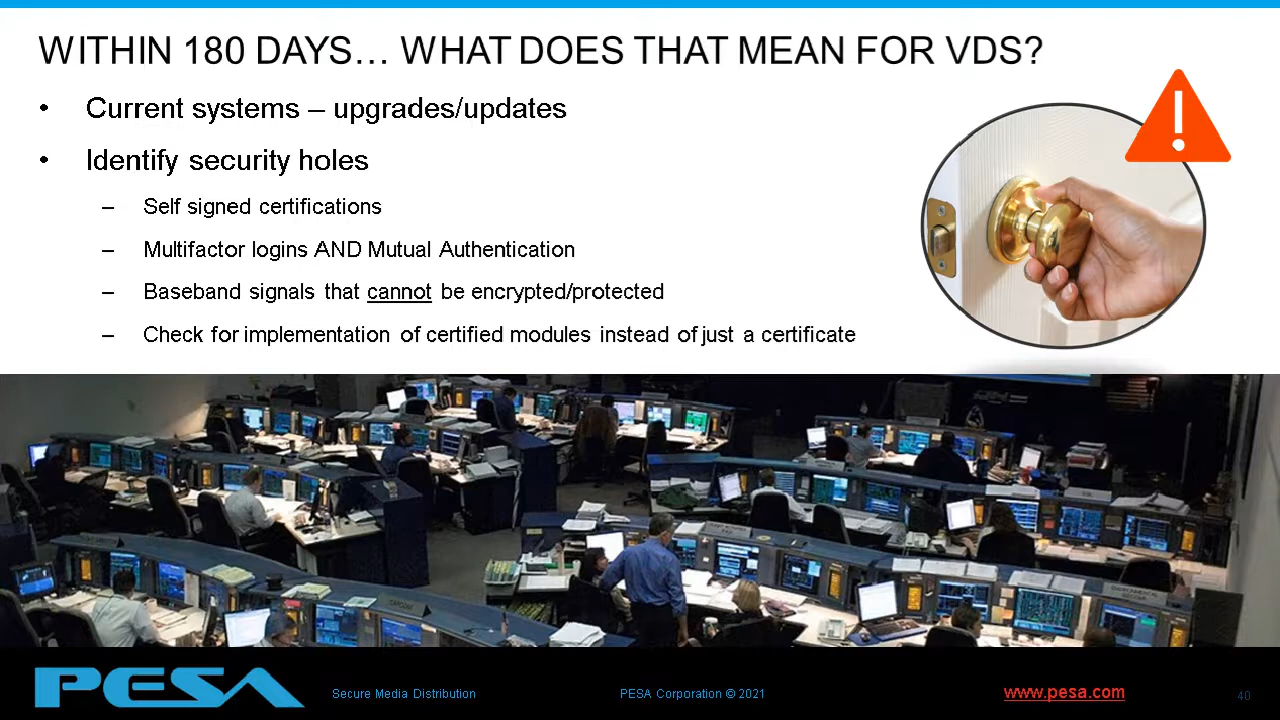 WITHIN 180 DAYS… WHAT DOES THAT MEAN FOR VDS?
• Current systems – upgrades/updates
• Identify security holes
– Self signed certifications
– Multifactor logins AND Mutual Authentication
– Baseband signals that cannot be encrypted/protected
– Check for implementation of certified modules instead of just a certificate
PESA
Secure Media Distribution
PESA Corporation © 2021
www.pesa.com
40